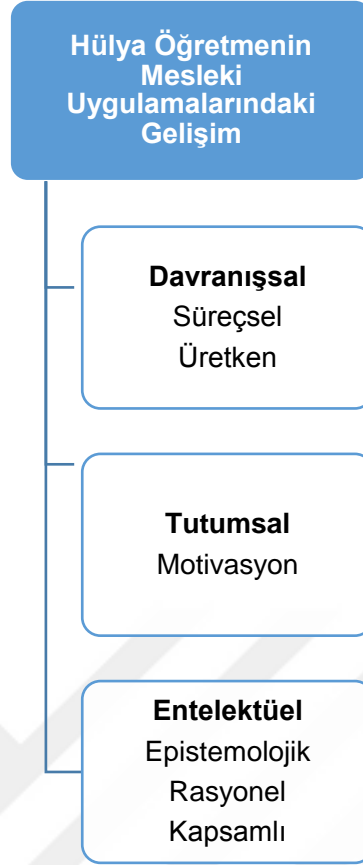 Hülya Öğretmenin
Mesleki
Uygulamalarındaki
Gelişim
Davranışsal
Süreçsel
Üretken
Tutumsal
Motivasyon
Entelektüel
Epistemolojik
Rasyonel
Kapsamlı